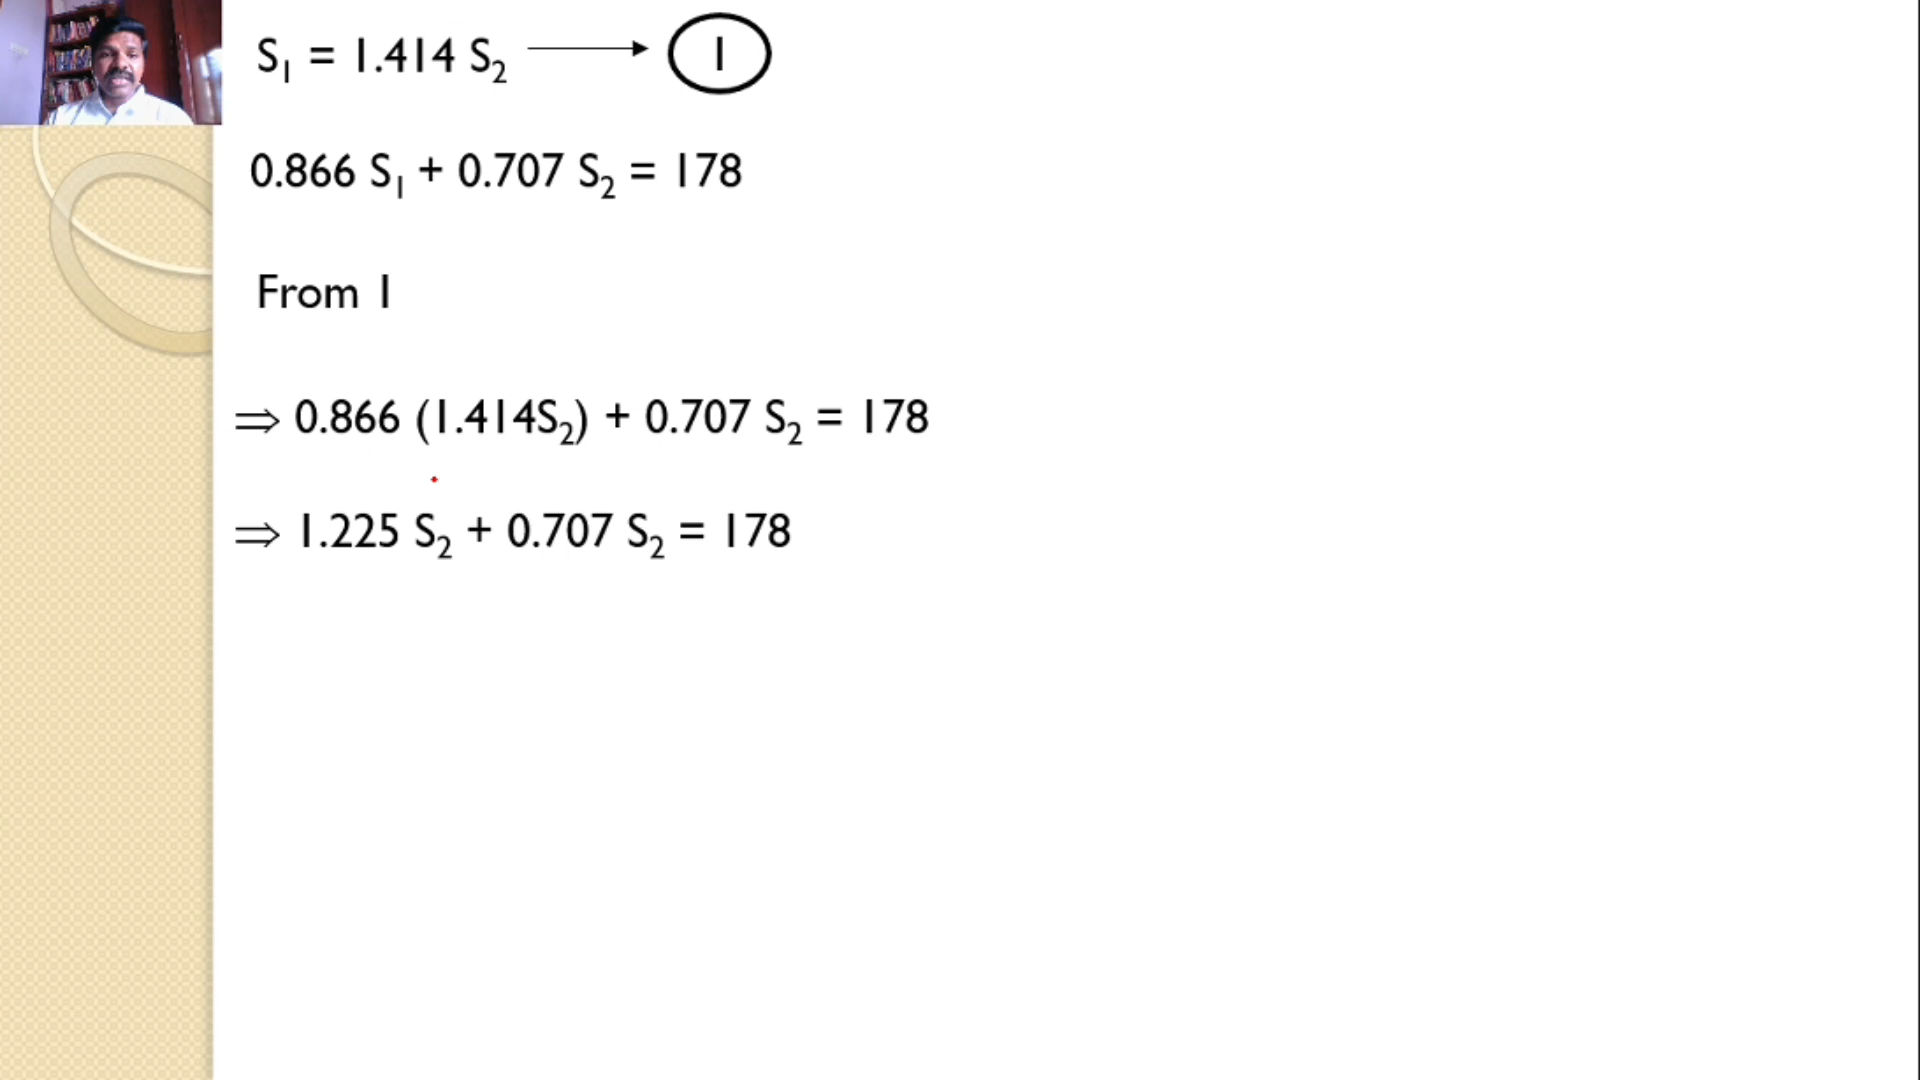 S₁ = 1.414 S₂ ⟶ 1
0.866 S₁ + 0.707 S₂ = 178
From 1
⇒ 0.866 (1.414S₂) + 0.707 S₂ = 178
⇒ 1.225 S₂ + 0.707 S₂ = 178